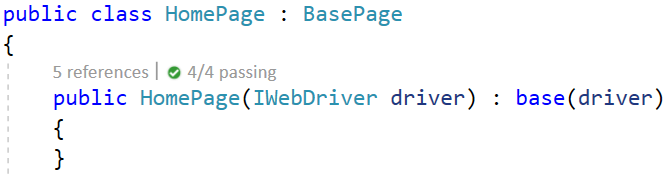 public class HomePage : BasePage
{
5 references | 4/4 passing
public HomePage(IWebDriver driver) : base(driver)
{
}